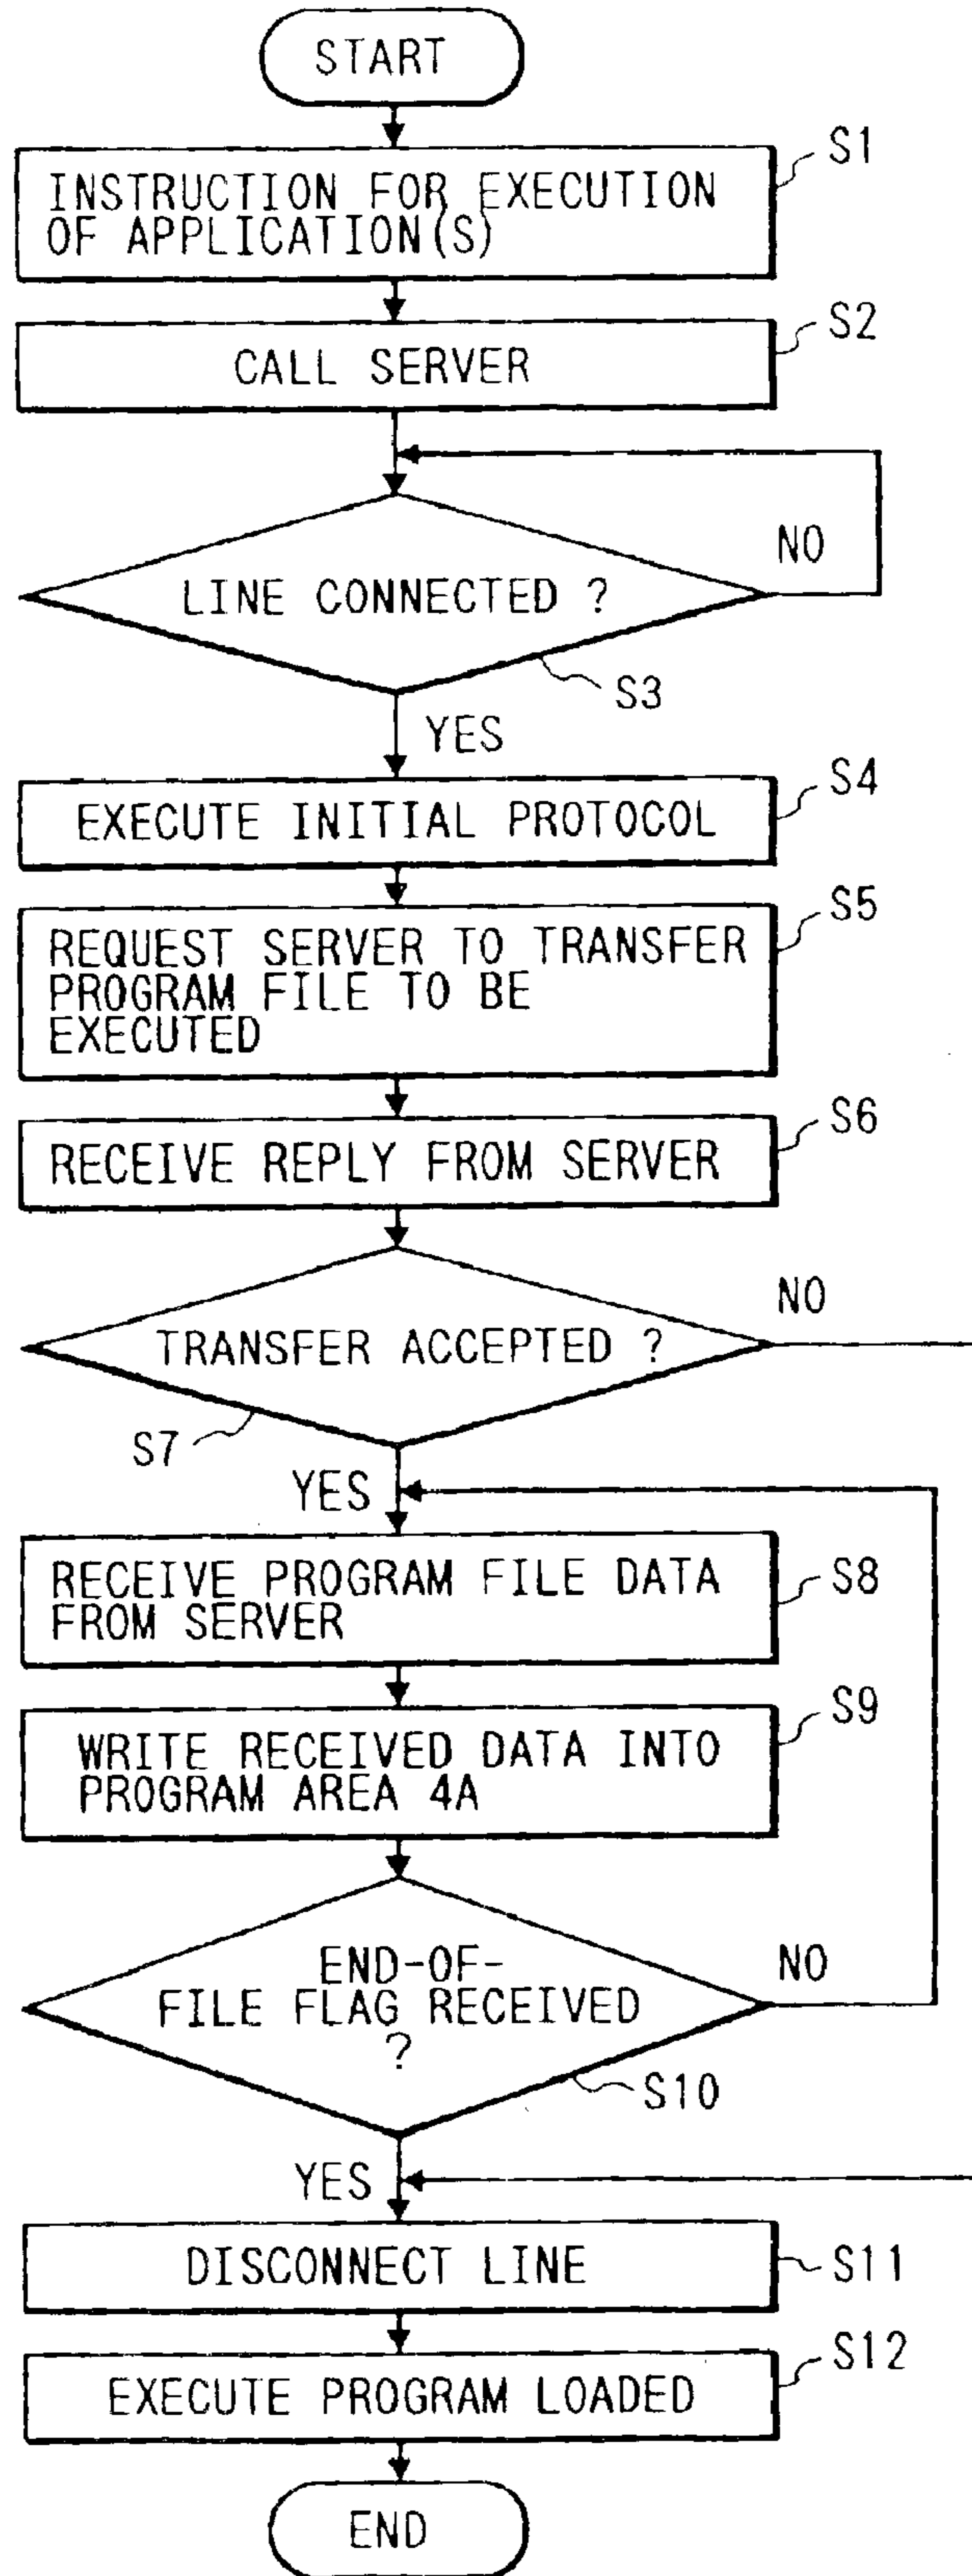 START
S1
INSTRUCTION FOR EXECUTION
OF APPLICATION(S)
S2
CALL SERVER
NO
LINE CONNECTED ?
S3
YES
S4
EXECUTE INITIAL PROTOCOL
S5
REQUEST SERVER TO TRANSFER
PROGRAM FILE TO BE
EXECUTED
S6
RECEIVE REPLY FROM SERVER
NO
TRANSFER ACCEPTED ?
S7
YES
RECEIVE PROGRAM FILE DATA
FROM SERVER
S8
S9
WRITE RECEIVED DATA INTO
PROGRAM AREA 4A
END-OF-
FILE FLAG RECEIVED
?
NO
S10
YES
DISCONNECT LINE
S11
S12
EXECUTE PROGRAM LOADED
END